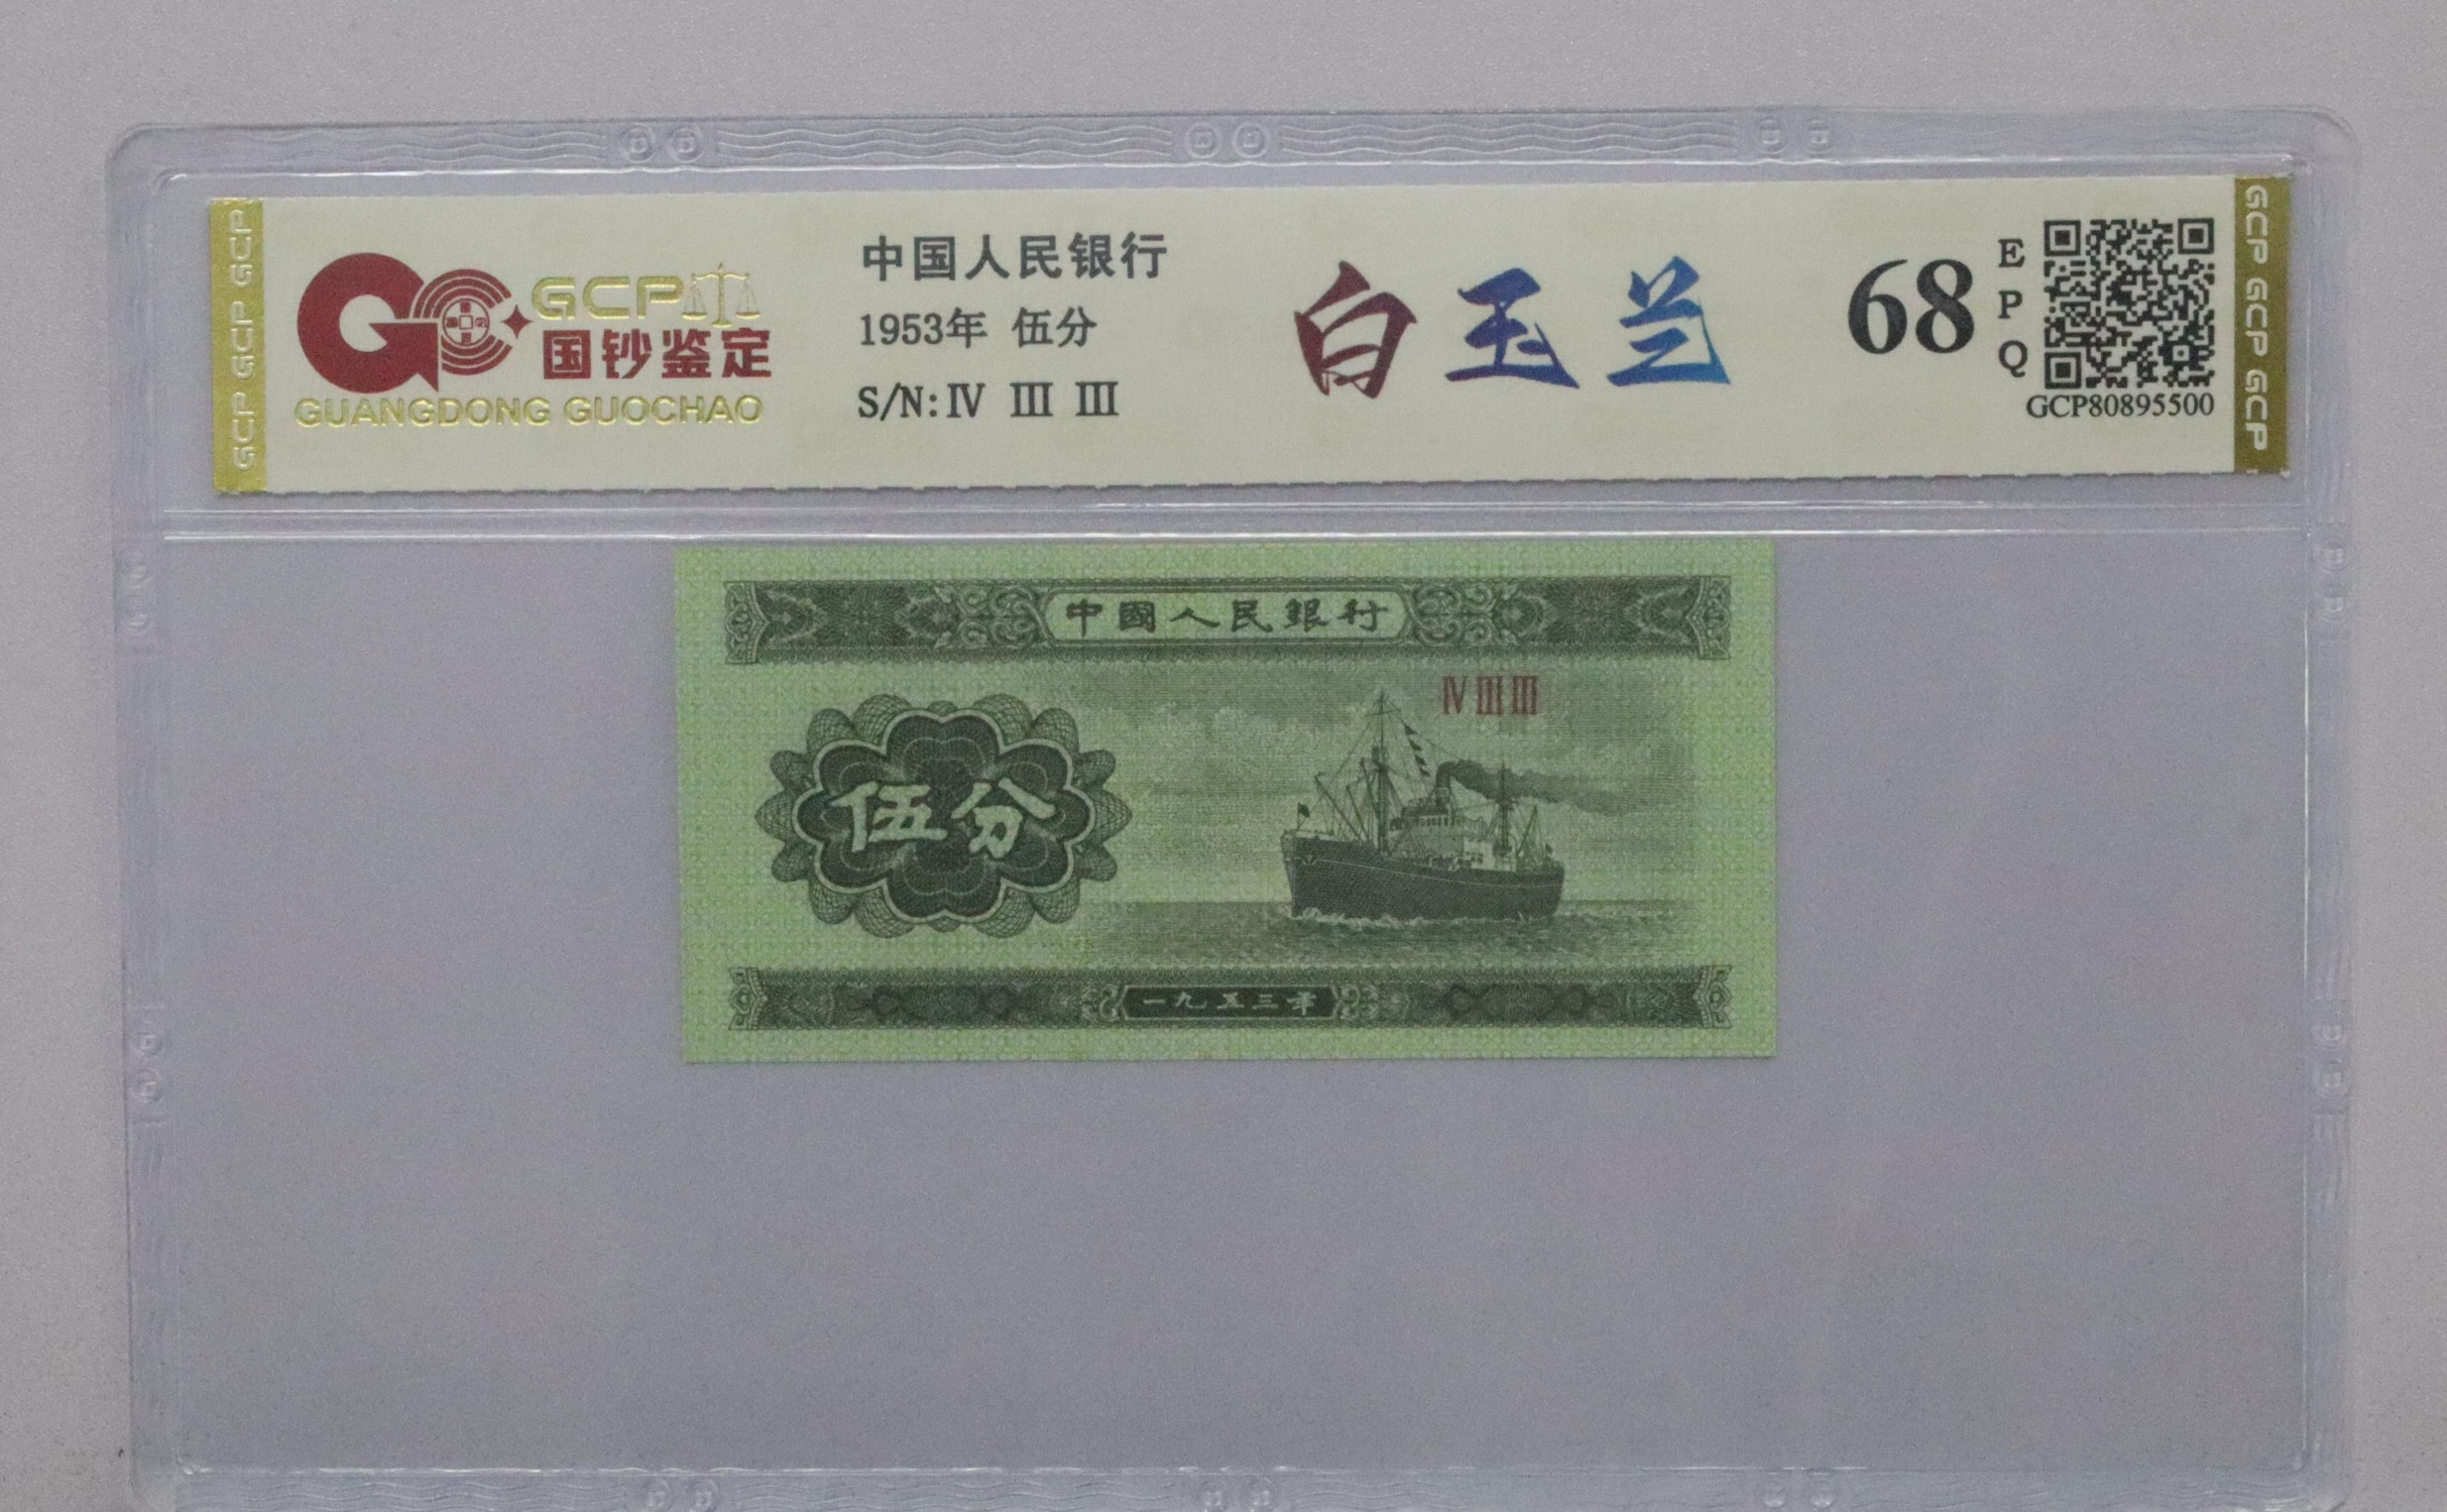 GCP GCP GCP
GCP
国钞鉴定
GUANGDONG GUOCHAO
中国人民银行
1953年 伍分
S/N: Ⅳ Ⅲ Ⅲ
白玉兰
68
EPQ
GCP80895500
GCP GCP GCP
中國人民銀行
Ⅳ Ⅲ Ⅲ
伍分
一九五三年